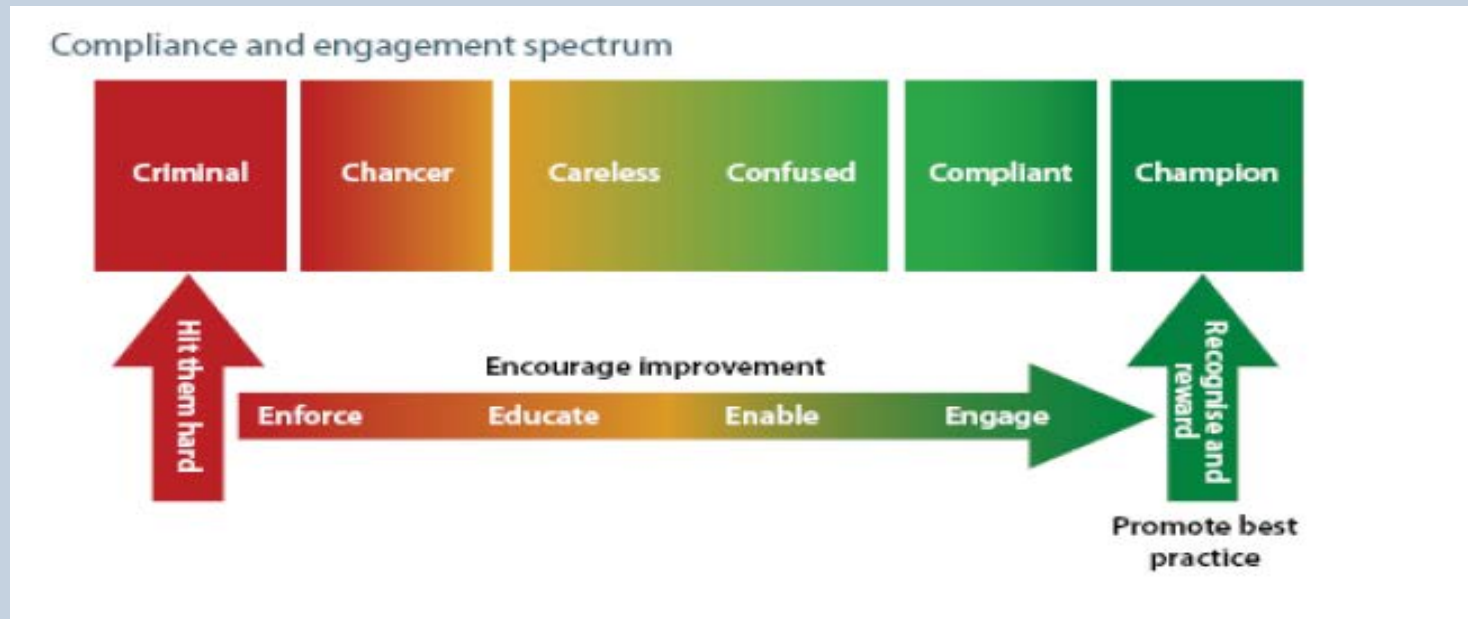 Compliance and engagement spectrum
Criminal
Chancer
Careless
Confused
Compliant
Champion
Hit them hard
Encourage improvement
Enforce
Educate
Enable
Engage
Recognise and
reward
Promote best
practice